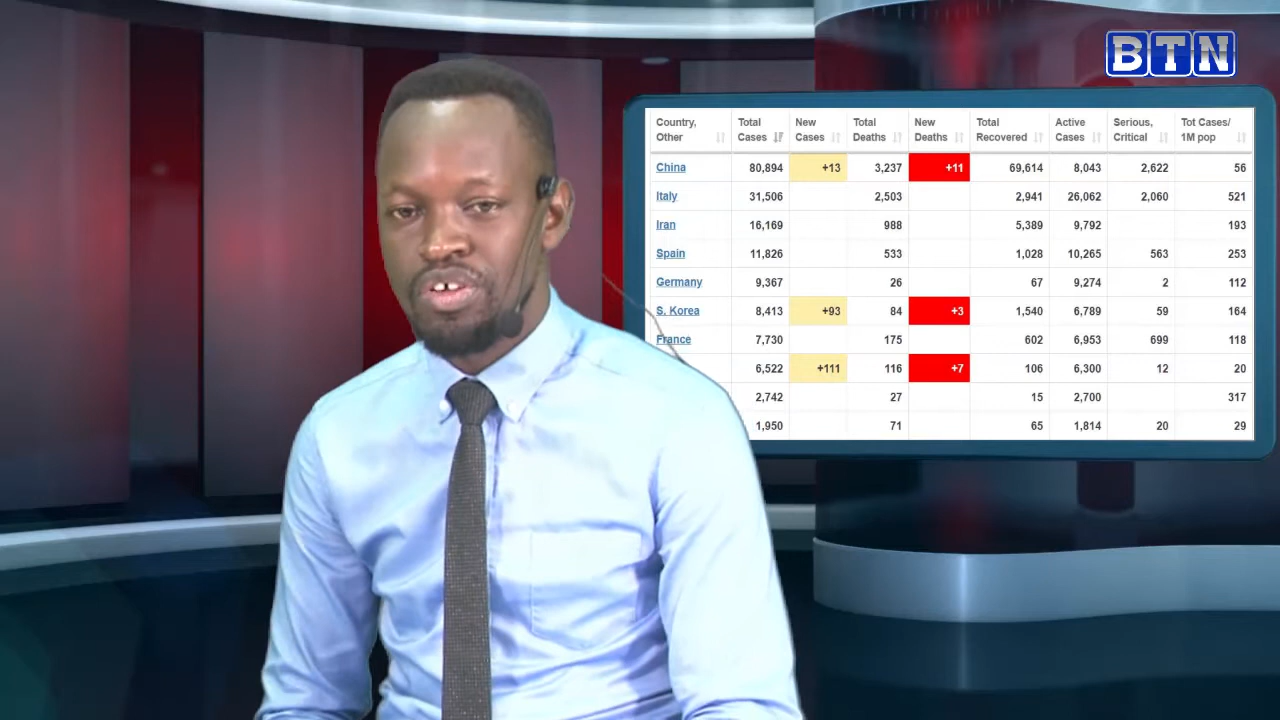 BTN
Country, Other Total Cases New Cases Total Deaths New Deaths Total Recovered Active Cases Serious, Critical Tot Cases/ 1M pop
China 80,894 +13 3,237 +11 69,614 8,043 2,622 56
Italy 31,506 2,503 2,941 26,062 2,060 521
Iran 16,169 988 5,389 9,792 193
Spain 11,826 533 1,028 10,265 563 253
Germany 9,367 26 67 9,274 2 112
S. Korea 8,413 +93 84 +3 1,540 6,789 59 164
France 7,730 175 602 6,953 699 118
6,522 +111 116 +7 106 6,300 12 20
2,742 27 15 2,700 317
1,950 71 65 1,814 20 29